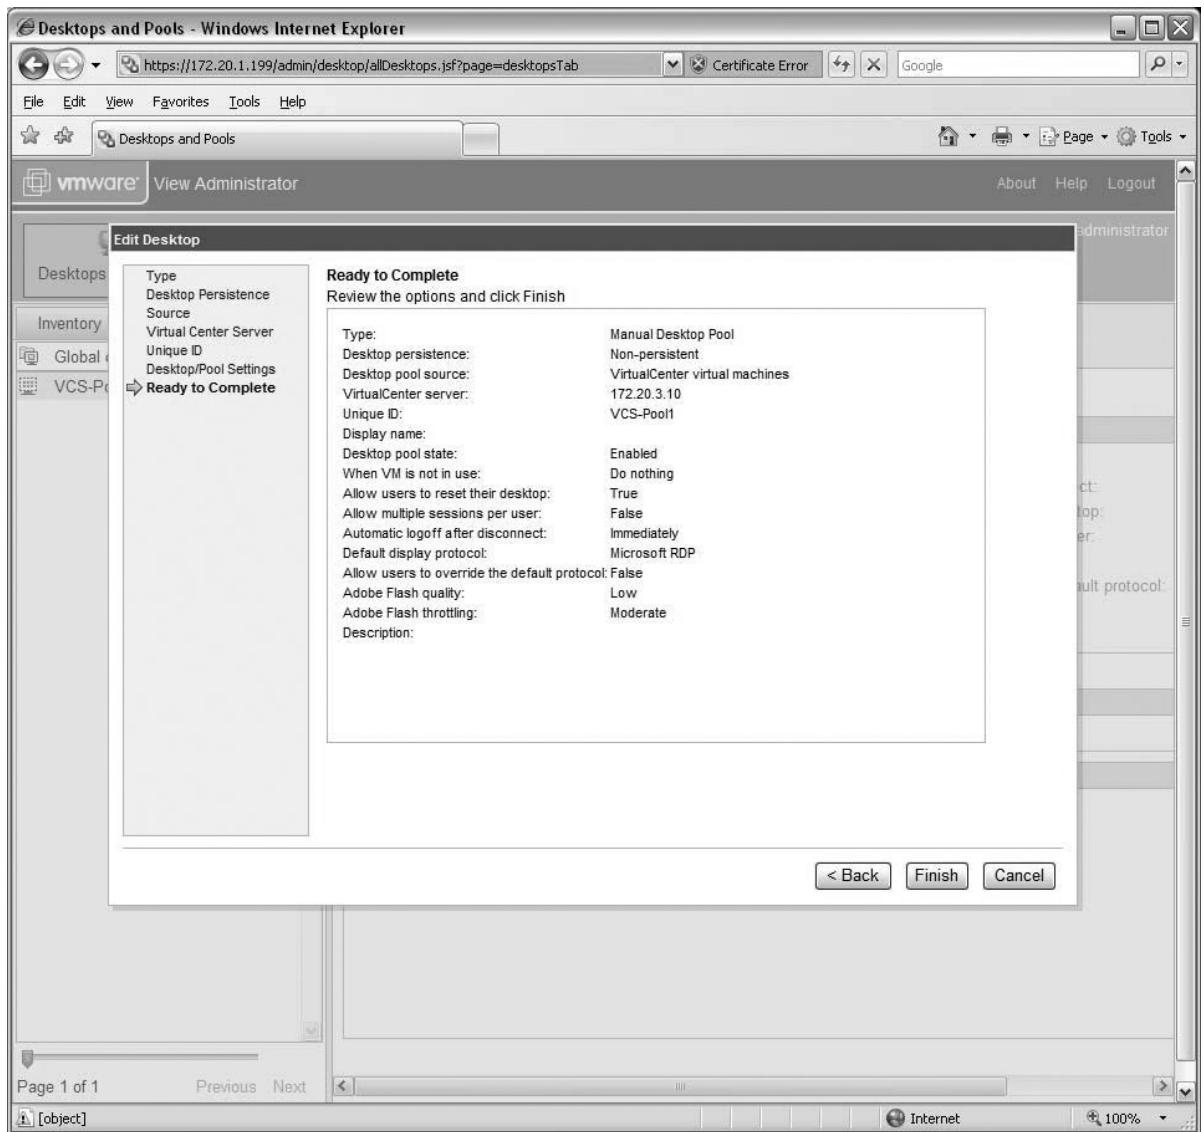 Desktops and Pools - Windows Internet Explorer
https://172.20.1.199/admin/desktop/allDesktops.jsf?page=desktopsTab Certificate Error Google
File Edit View Favorites Tools Help
Desktops and Pools Page Tools
vmware View Administrator About Help Logout
administrator
Edit Desktop
Desktops
Inventory
Global
VCS-Po
Type
Desktop Persistence
Source
Virtual Center Server
Unique ID
Desktop/Pool Settings
Ready to Complete
Ready to Complete
Review the options and click Finish
Type: Manual Desktop Pool
Desktop persistence: Non-persistent
Desktop pool source: VirtualCenter virtual machines
VirtualCenter server: 172.20.3.10
Unique ID: VCS-Pool1
Display name:
Desktop pool state: Enabled
When VM is not in use: Do nothing
Allow users to reset their desktop: True
Allow multiple sessions per user: False
Automatic logoff after disconnect: Immediately
Default display protocol: Microsoft RDP
Allow users to override the default protocol: False
Adobe Flash quality: Low
Adobe Flash throttling: Moderate
Description:
ct:
top:
er:
ault protocol:
< Back Finish Cancel
Page 1 of 1 Previous Next
[object] Internet 100%